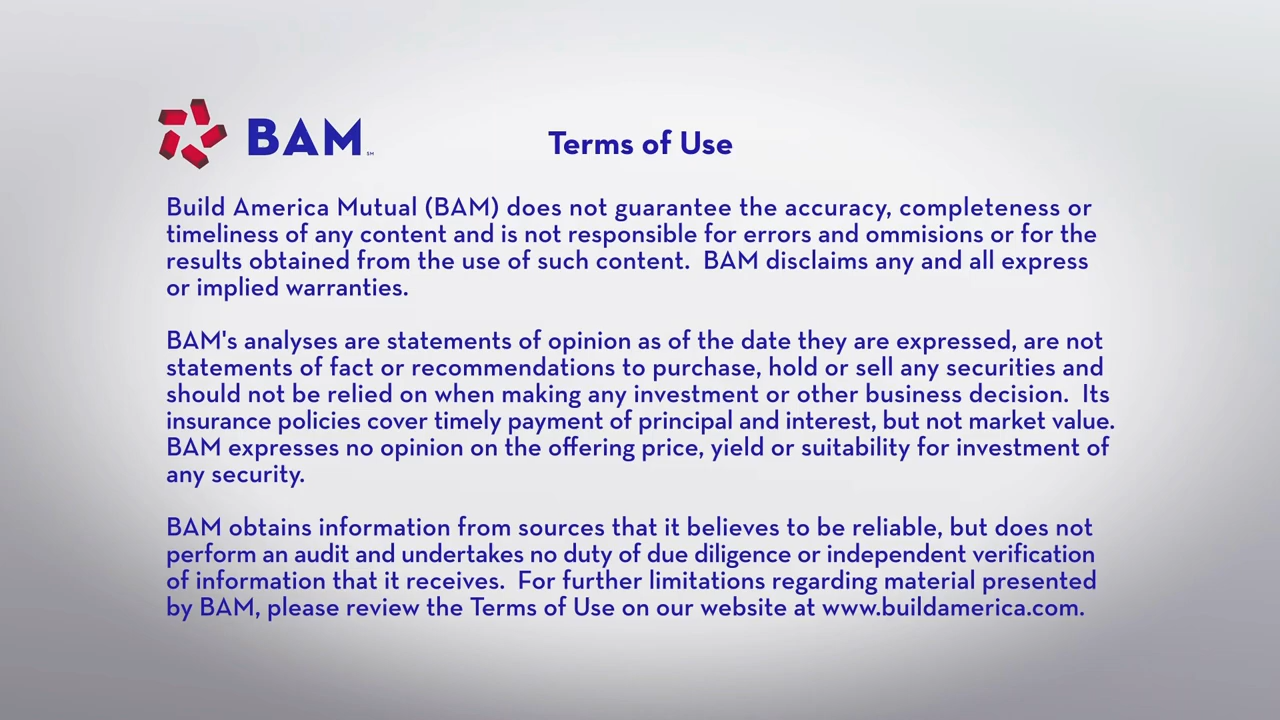 BAM SM
Terms of Use
Build America Mutual (BAM) does not guarantee the accuracy, completeness or
timeliness of any content and is not responsible for errors and ommisions or for the
results obtained from the use of such content.  BAM disclaims any and all express
or implied warranties.
BAM's analyses are statements of opinion as of the date they are expressed, are not
statements of fact or recommendations to purchase, hold or sell any securities and
should not be relied on when making any investment or other business decision.  Its
insurance policies cover timely payment of principal and interest, but not market value.
BAM expresses no opinion on the offering price, yield or suitability for investment of
any security.
BAM obtains information from sources that it believes to be reliable, but does not
perform an audit and undertakes no duty of due diligence or independent verification
of information that it receives.  For further limitations regarding material presented
by BAM, please review the Terms of Use on our website at www.buildamerica.com.